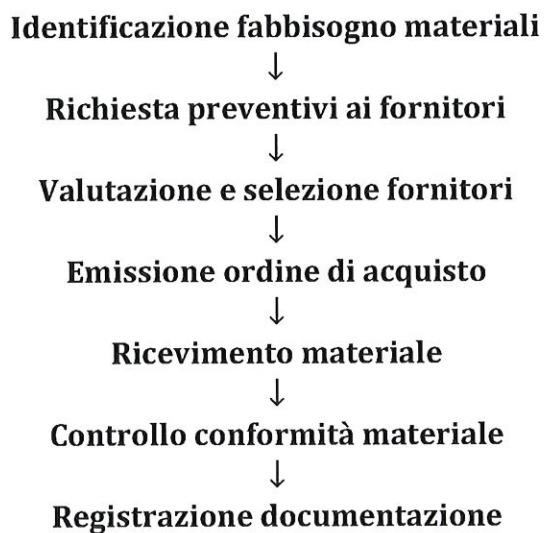 Identificazione fabbisogno materiali
↓
Richiesta preventivi ai fornitori
↓
Valutazione e selezione fornitori
↓
Emissione ordine di acquisto
↓
Ricevimento materiale
↓
Controllo conformità materiale
↓
Registrazione documentazione